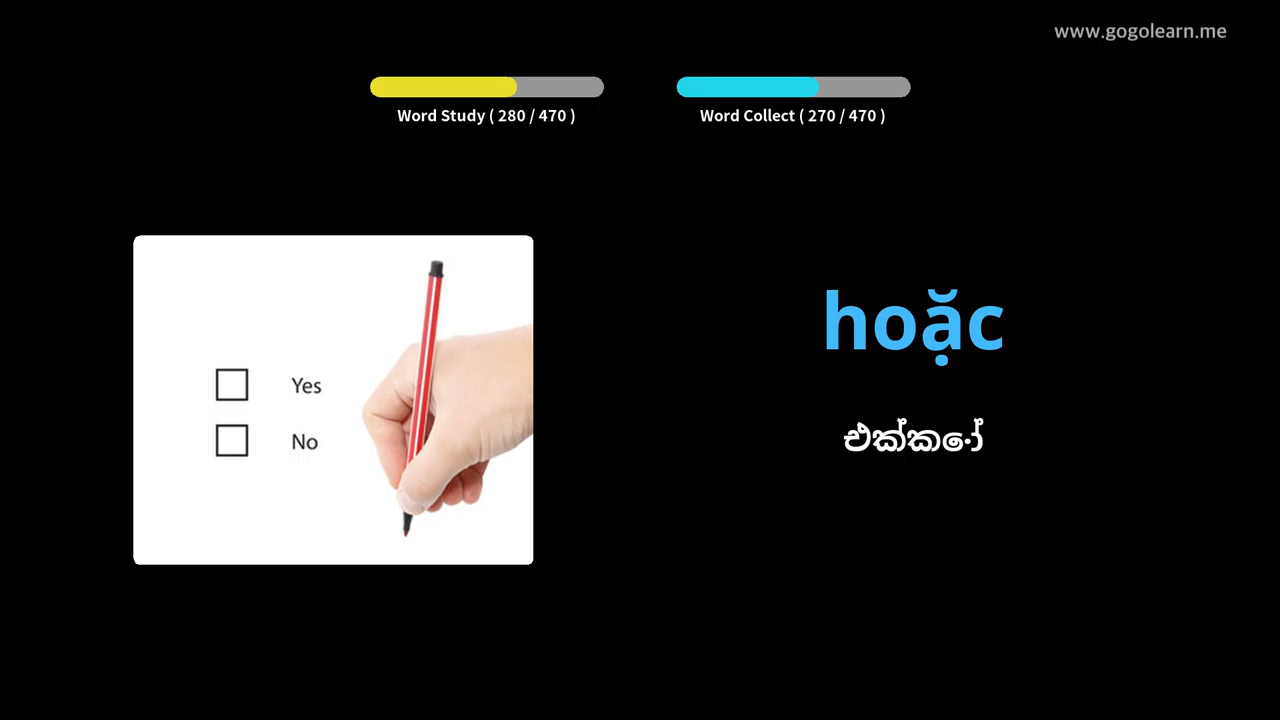 www.gogolearn.me
Word Study ( 280 / 470 )
Word Collect ( 270 / 470 )
Yes
No
hoặc
එක්කෝ